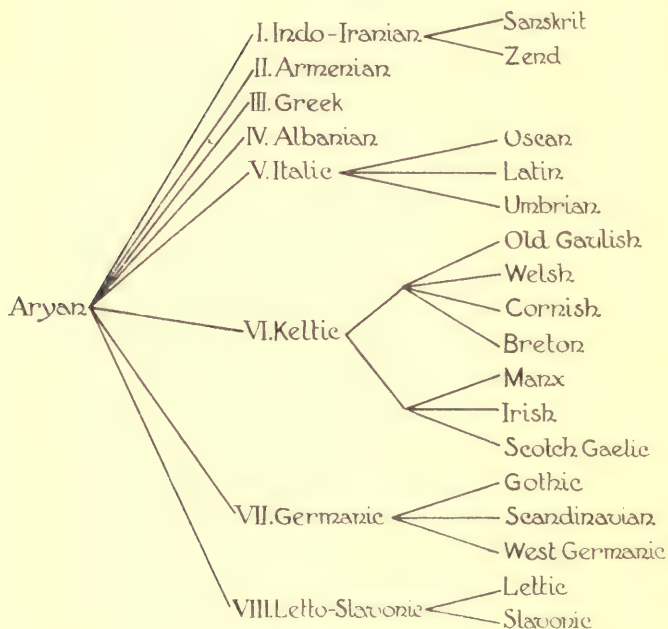 I. Indo-Iranian
Sanskrit
Zend
II. Armenian
III. Greek
IV. Albanian
V. Italic
Oscan
Latin
Umbrian
Aryan
VI. Keltic
Old Gaulish
Welsh
Cornish
Breton
Manx
Irish
Scotch Gaelic
VII. Germanic
Gothic
Scandinavian
West Germanic
VIII. Letto-Slavonic
Lettic
Slavonic